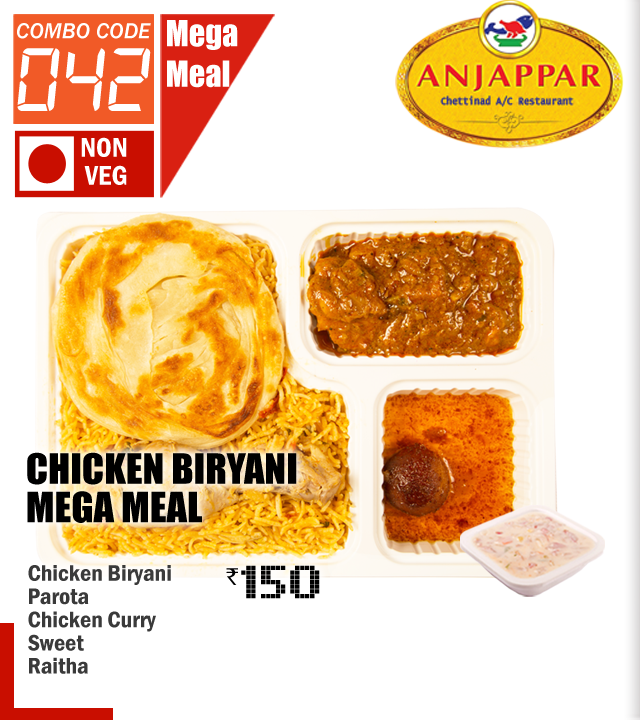 COMBO CODE
042
Mega
Meal
NON
VEG
ANJAPPAR
Chettinad A/C Restaurant
CHICKEN BIRYANI
MEGA MEAL
Chicken Biryani
Parota
Chicken Curry
Sweet
Raitha
₹150